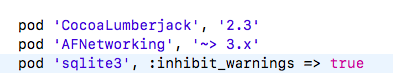 pod 'CocoaLumberjack', '2.3'
pod 'AFNetworking', '~> 3.x'
pod 'sqlite3', :inhibit_warnings => true